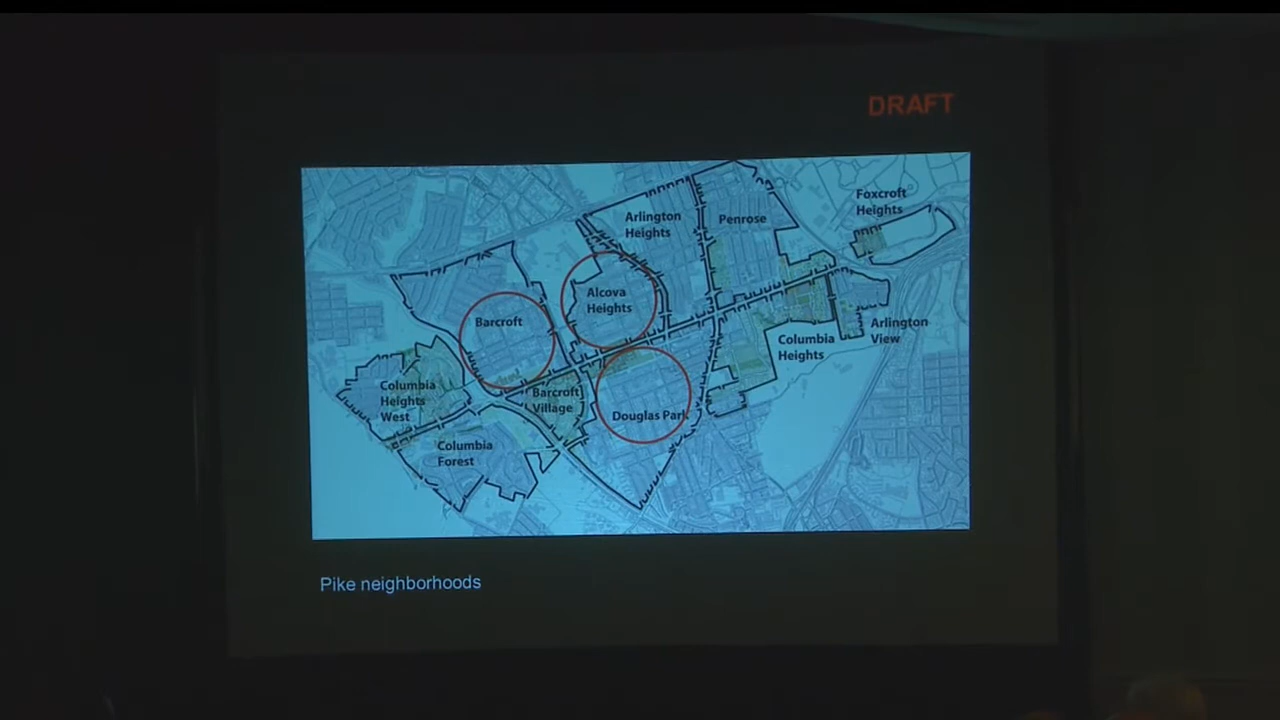 DRAFT
Foxcroft
Heights
Arlington
Heights
Penrose
Alcova
Heights
Barcroft
Arlington
View
Columbia
Heights
Columbia
Heights
West
Barcroft
Village
Douglas Park
Columbia
Forest
Pike neighborhoods